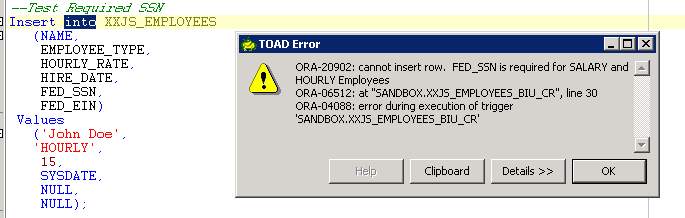 --Test Required SSN
Insert into XXJS_EMPLOYEES
(NAME,
EMPLOYEE_TYPE,
HOURLY_RATE,
HIRE_DATE,
FED_SSN,
FED_EIN)
Values
('John Doe',
'HOURLY',
15,
SYSDATE,
NULL,
NULL);
TOAD Error
ORA-20902: cannot insert row. FED_SSN is required for SALARY and
HOURLY Employees
ORA-06512: at "SANDBOX.XXJS_EMPLOYEES_BIU_CR", line 30
ORA-04088: error during execution of trigger
'SANDBOX.XXJS_EMPLOYEES_BIU_CR'
Help Clipboard Details >> OK